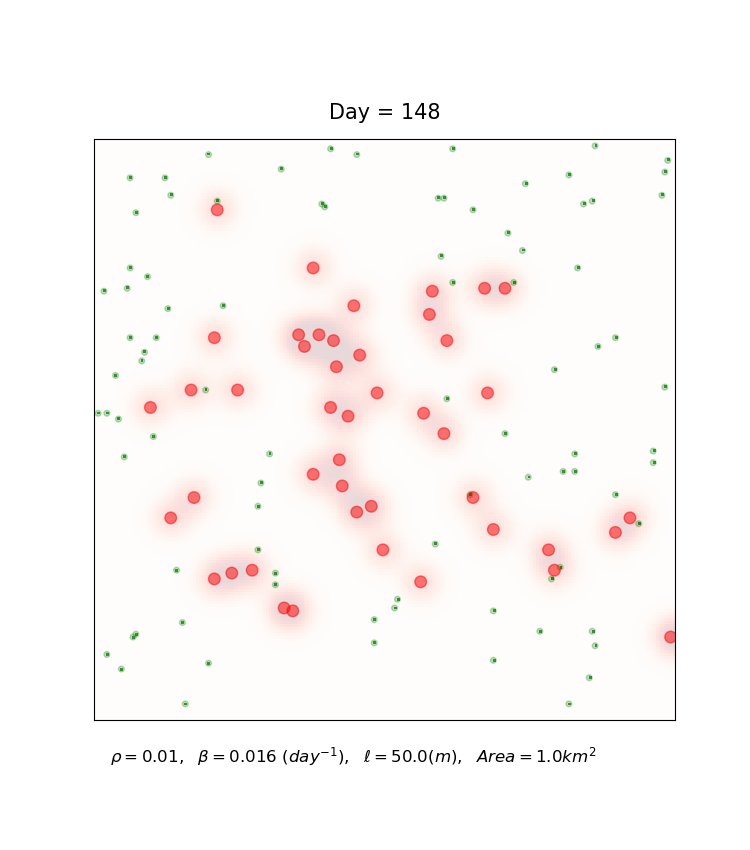 Day = 148
ρ = 0.01, β = 0.016 (day⁻¹), ℓ = 50.0(m), Area = 1.0km²